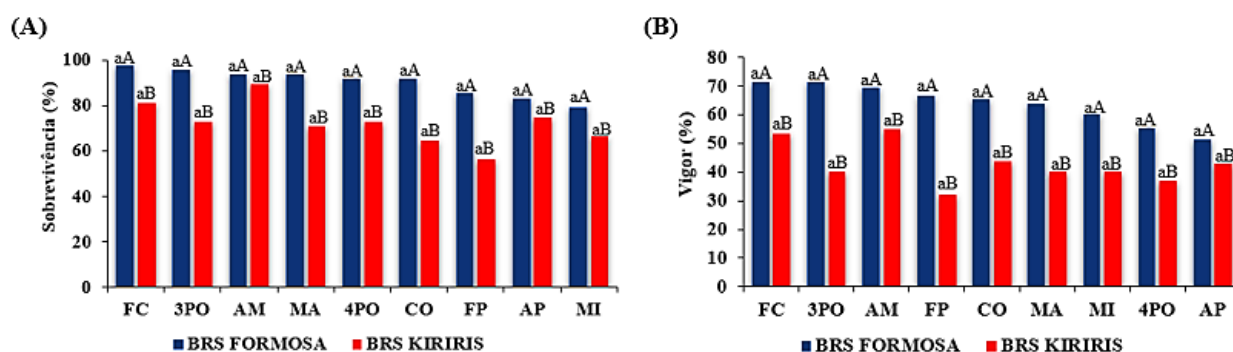 (A)
Sobrevivência (%)
100
80
60
40
20
0
aA aB aA aB aA aB aA aB aA aB aA aB aA aB aA aB aA aB
FC 3PO AM MA 4PO CO FP AP MI
BRS FORMOSA BRS KIRIRIS
(B)
Vigor (%)
80
70
60
50
40
30
20
10
0
aA aB aA aB aA aB aA aB aA aB aA aB aA aB aA aB aA aB
FC 3PO AM FP CO MA MI 4PO AP
BRS FORMOSA BRS KIRIRIS